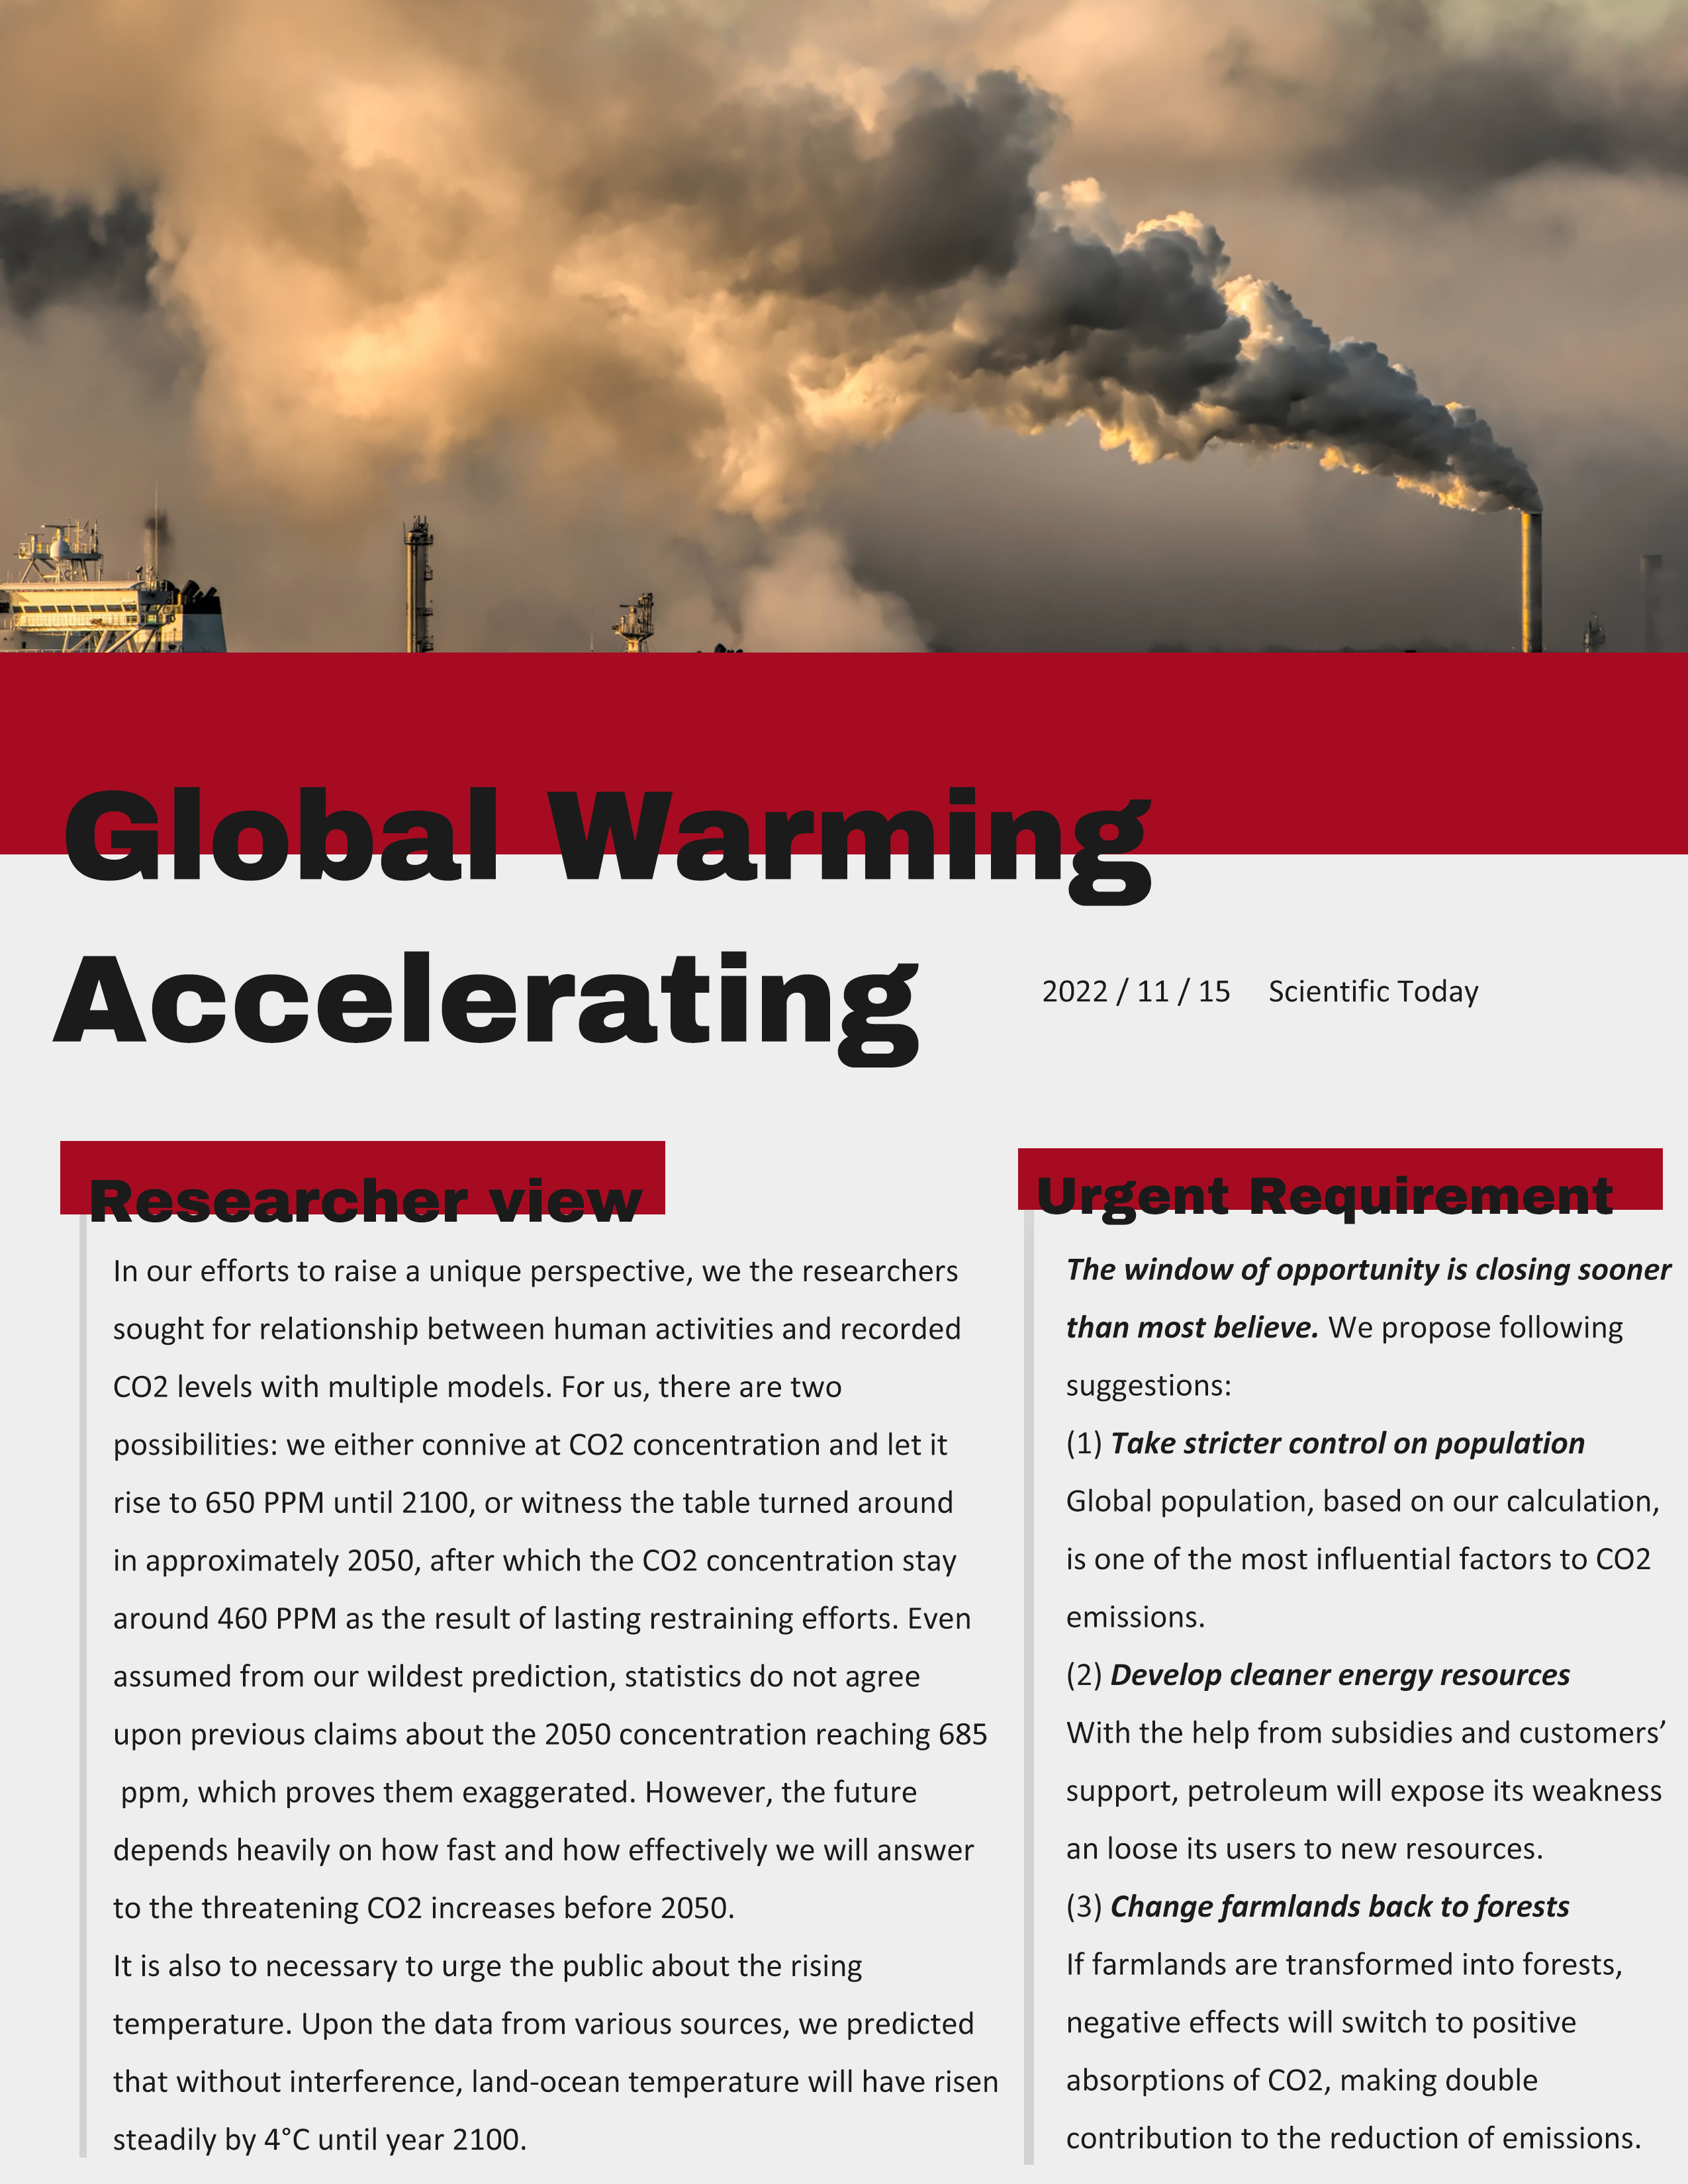 Global Warming
Accelerating
2022 / 11 / 15 Scientific Today
Researcher view
In our efforts to raise a unique perspective, we the researchers
sought for relationship between human activities and recorded
CO2 levels with multiple models. For us, there are two
possibilities: we either connive at CO2 concentration and let it
rise to 650 PPM until 2100, or witness the table turned around
in approximately 2050, after which the CO2 concentration stay
around 460 PPM as the result of lasting restraining efforts. Even
assumed from our wildest prediction, statistics do not agree
upon previous claims about the 2050 concentration reaching 685
ppm, which proves them exaggerated. However, the future
depends heavily on how fast and how effectively we will answer
to the threatening CO2 increases before 2050.
It is also to necessary to urge the public about the rising
temperature. Upon the data from various sources, we predicted
that without interference, land-ocean temperature will have risen
steadily by 4°C until year 2100.
Urgent Requirement
The window of opportunity is closing sooner
than most believe. We propose following
suggestions:
(1) Take stricter control on population
Global population, based on our calculation,
is one of the most influential factors to CO2
emissions.
(2) Develop cleaner energy resources
With the help from subsidies and customers’
support, petroleum will expose its weakness
an loose its users to new resources.
(3) Change farmlands back to forests
If farmlands are transformed into forests,
negative effects will switch to positive
absorptions of CO2, making double
contribution to the reduction of emissions.